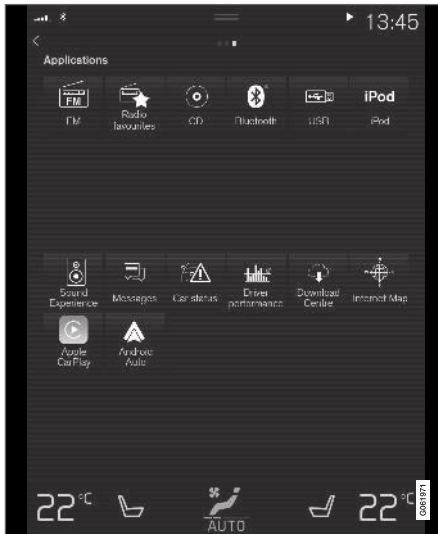 13:45
Applications
FM
iPod
FM
Radio
favourites
CD
Bluetooth
USB
iPod
Sound
Experience
Messages
Car status
Driver
performance
Download
Centre
Internet Map
Apple
CarPlay
Android
Auto
22°C
AUTO
22°C
G061971